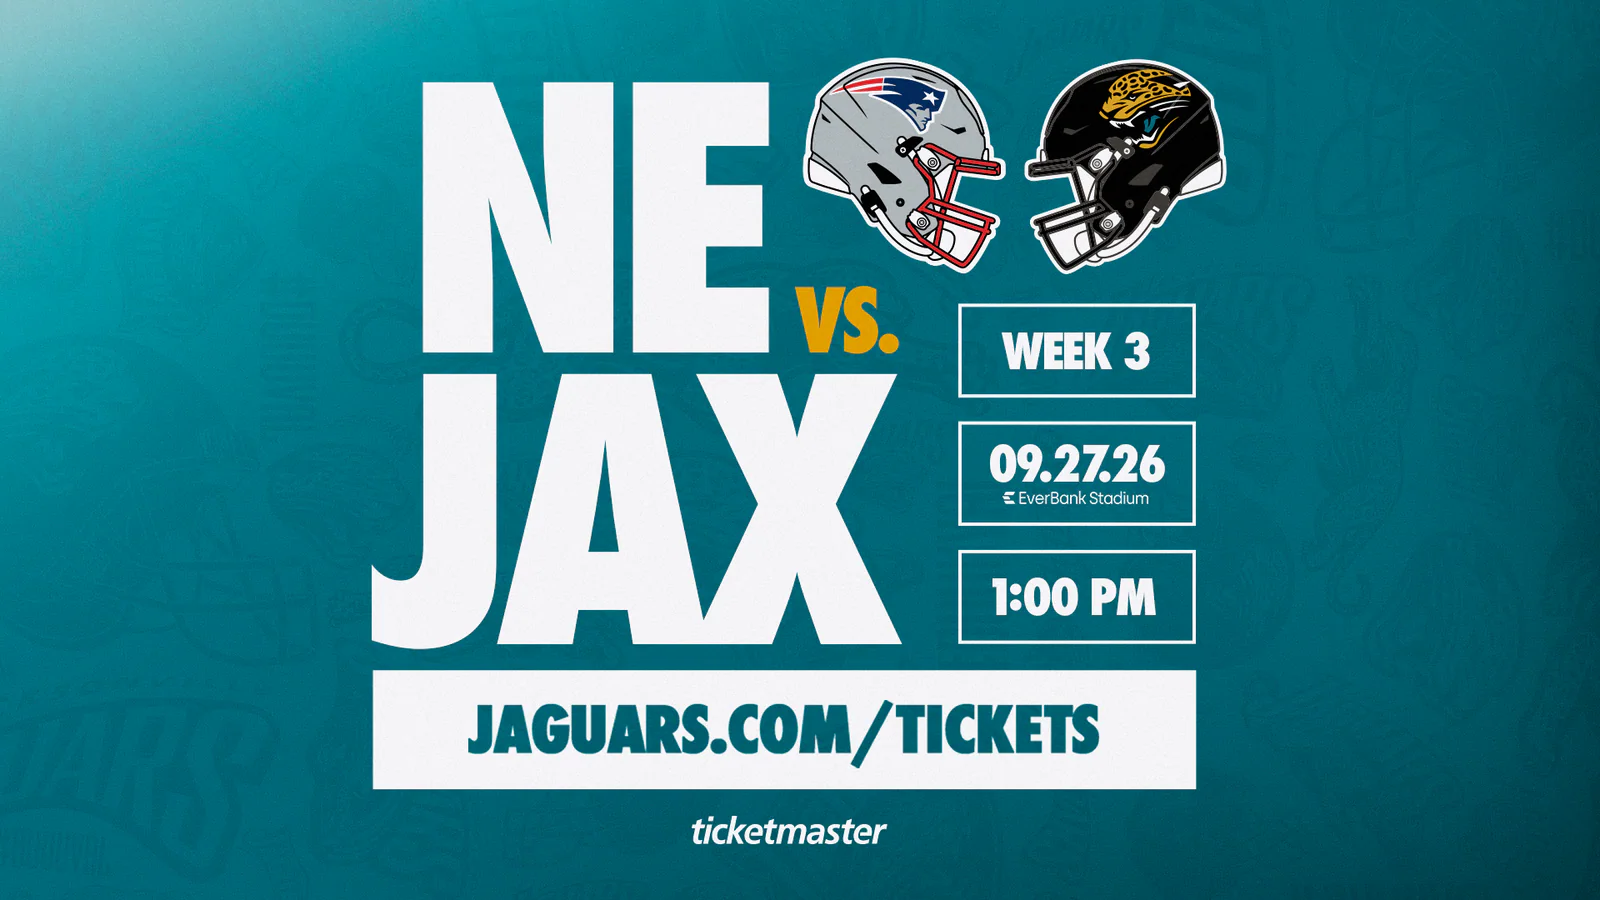 NE
VS.
JAX
WEEK 3
09.27.26
EverBank Stadium
1:00 PM
JAGUARS.COM/TICKETS
ticketmaster